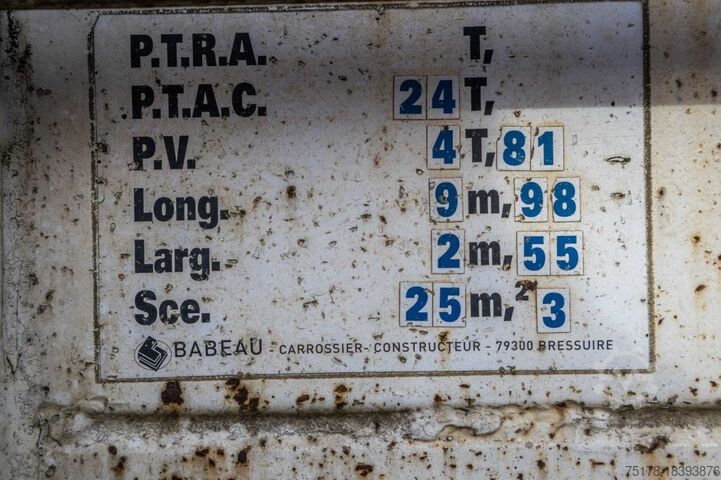 P.T.R.A. T,
P.T.A.C. 24 T,
P.V. 4 T, 81
Long. 9 m, 98
Larg. 2 m, 55
Sce. 25 m,² 3
BABEAU - CARROSSIER- CONSTRUCTEUR - 79300 BRESSUIRE
75178-18393876